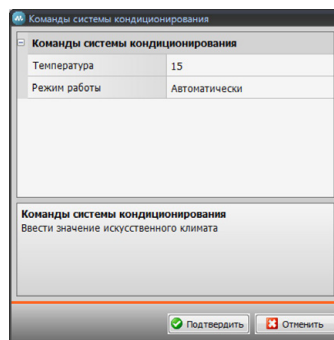 Команды системы кондиционирования
Команды системы кондиционирования
Температура 15
Режим работы Автоматически
Команды системы кондиционирования
Ввести значение искусственного климата
Подтвердить Отменить